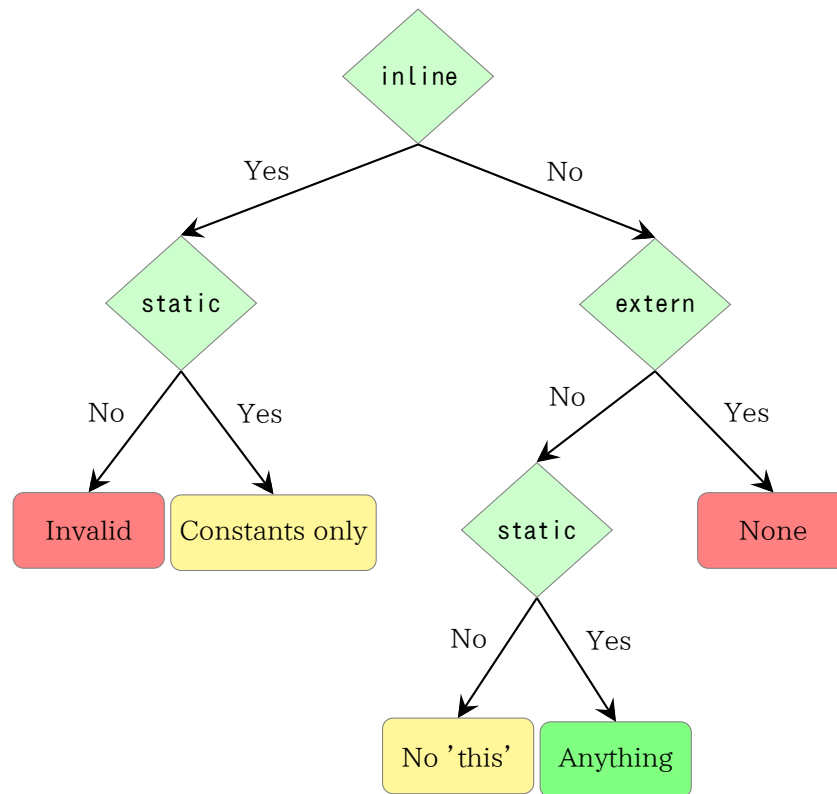 inline
Yes
No
static
extern
No
Yes
No
Yes
Invalid
Constants only
static
None
No
Yes
No 'this'
Anything